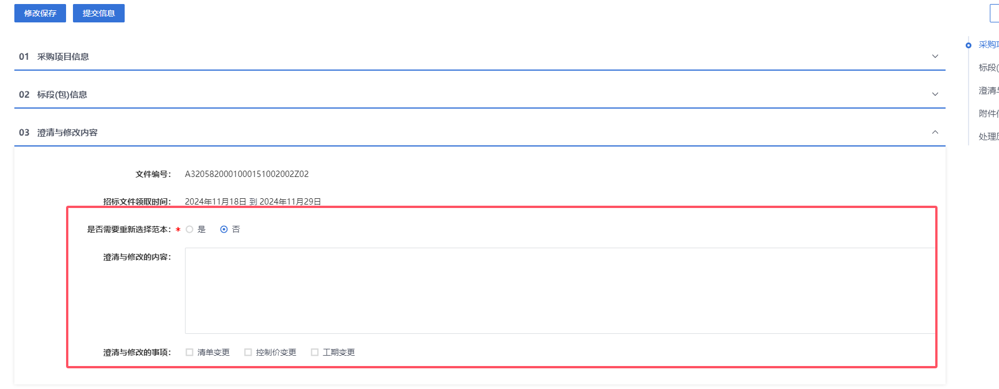 修改保存 提交信息
01 采购项目信息
采购
02 标段(包)信息
标段(
澄清
附件
处理
03 澄清与修改内容
文件编号： A3205820001000151002002Z02
招标文件领取时间： 2024年11月18日 到 2024年11月29日
是否需要重新选择范本：* 是 否
澄清与修改的内容：
澄清与修改的事项： 清单变更 控制价变更 工期变更